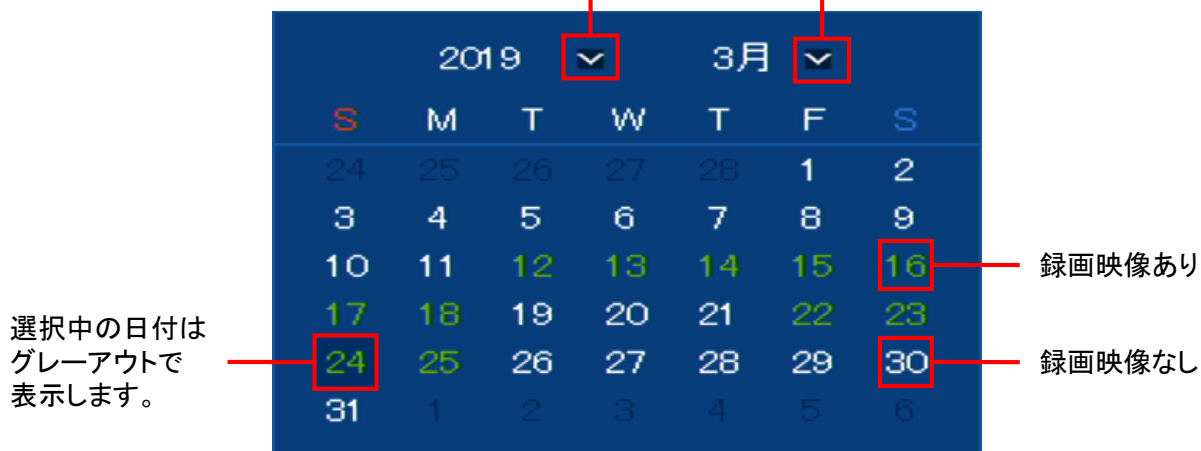 2019 3月
S M T W T F S
24 25 26 27 28 1 2
3 4 5 6 7 8 9
10 11 12 13 14 15 16
録画映像あり
17 18 19 20 21 22 23
選択中の日付は
グレーアウトで
表示します。
24 25 26 27 28 29 30
録画映像なし
31 1 2 3 4 5 6